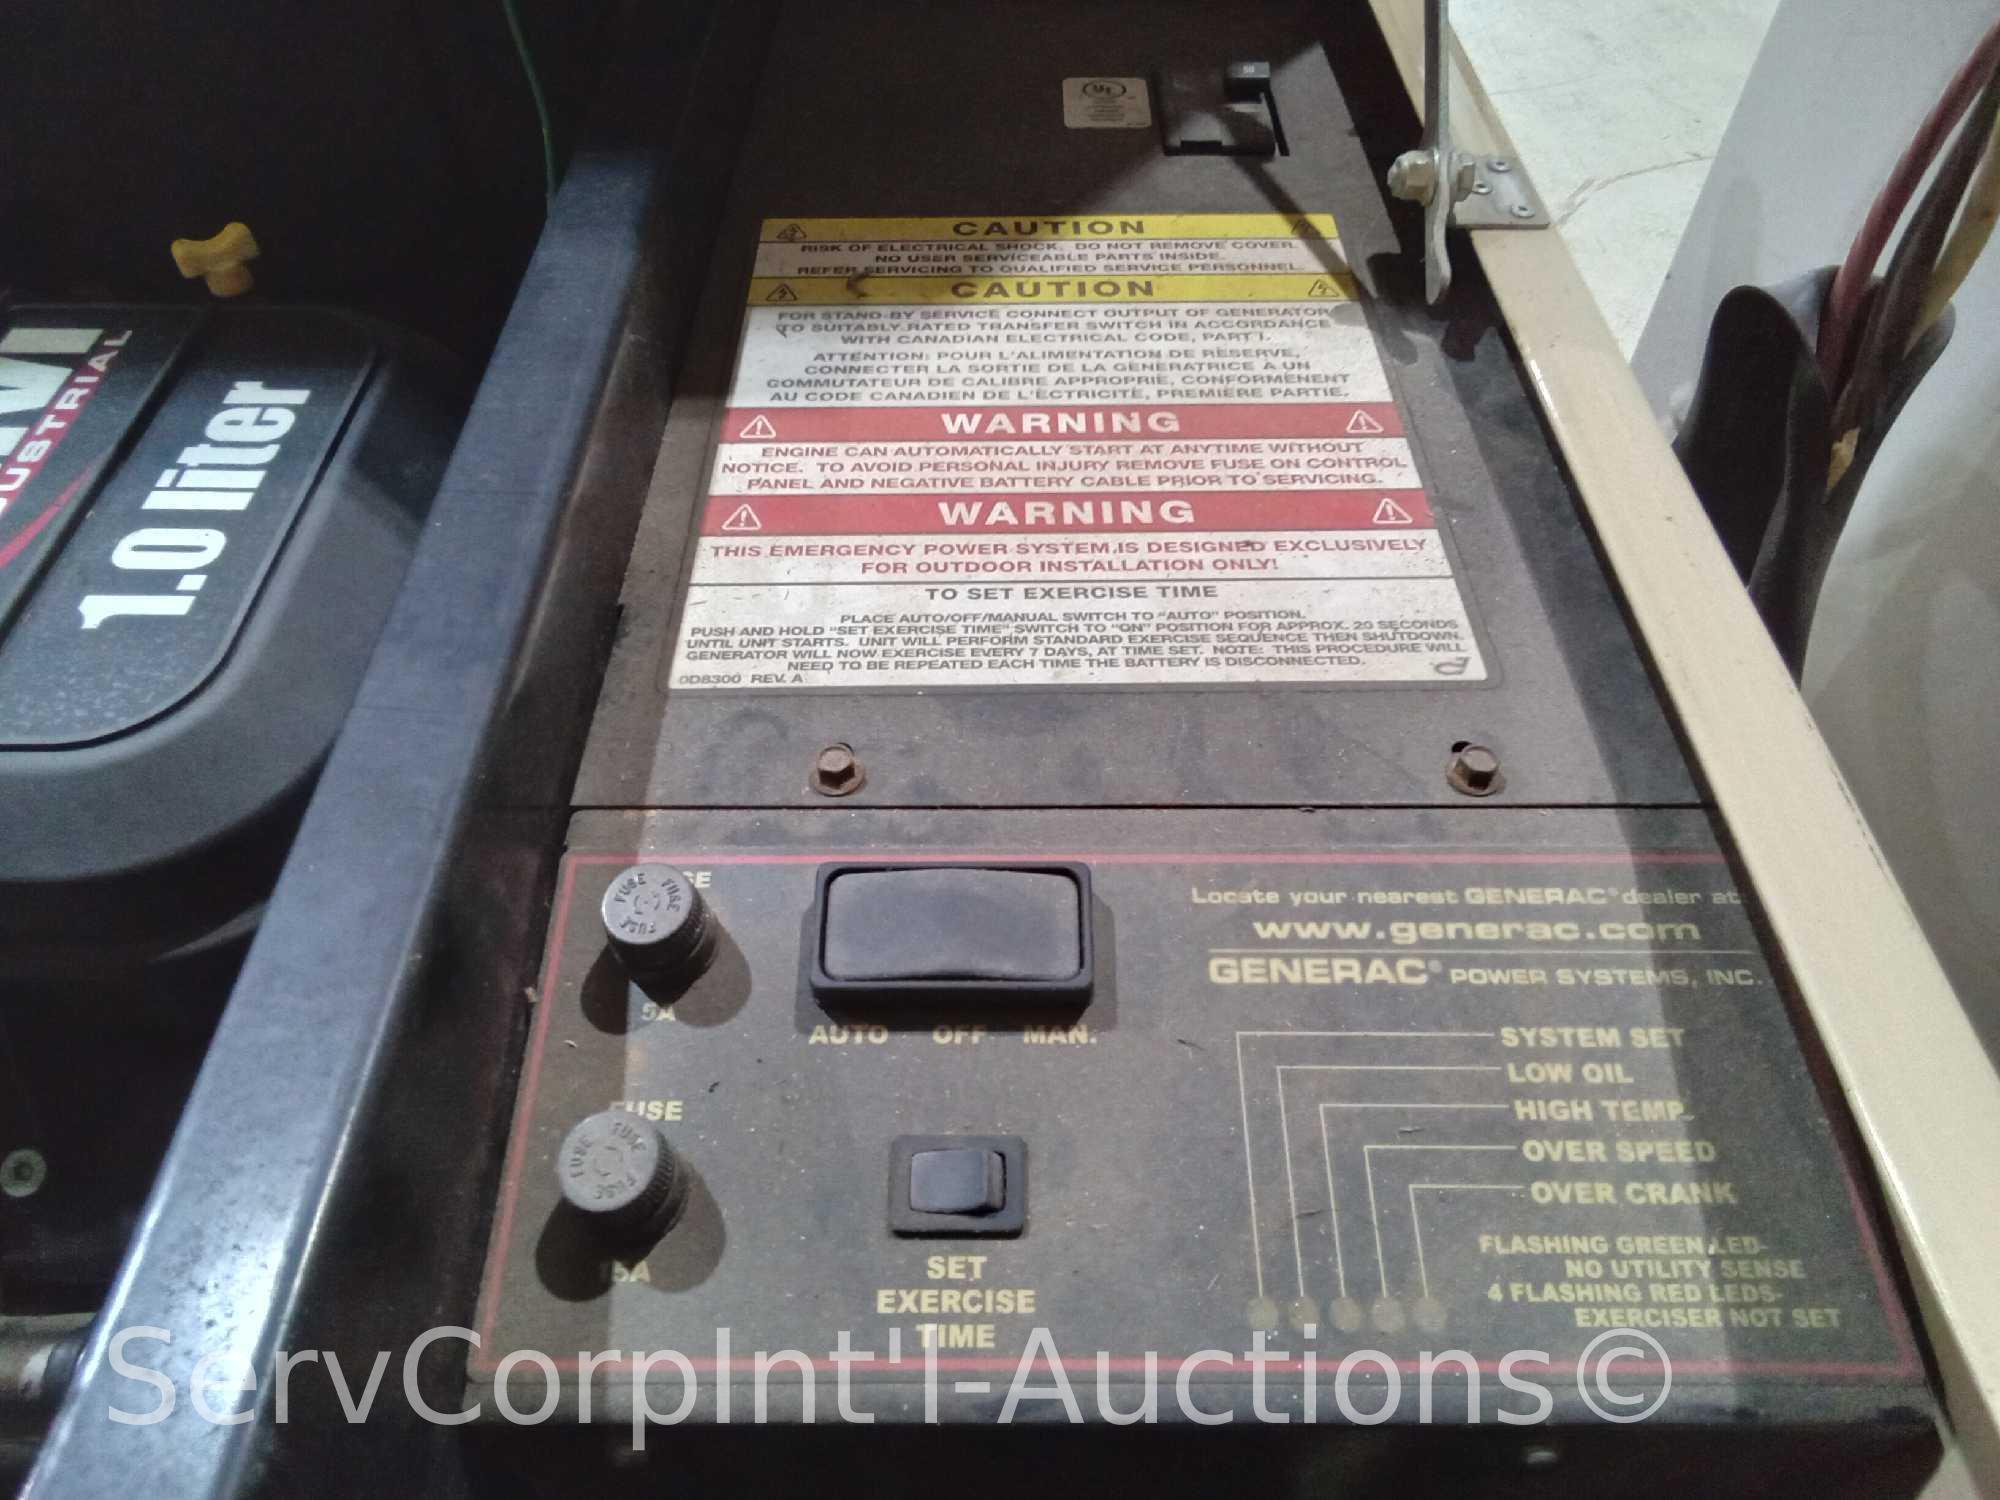 50
UL
CAUTION
RISK OF ELECTRICAL SHOCK. DO NOT REMOVE COVER.
NO USER SERVICEABLE PARTS INSIDE.
REFER SERVICING TO QUALIFIED SERVICE PERSONNEL.
CAUTION
FOR STAND-BY SERVICE CONNECT OUTPUT OF GENERATOR
TO SUITABLY RATED TRANSFER SWITCH IN ACCORDANCE
WITH CANADIAN ELECTRICAL CODE, PART I.
ATTENTION: POUR L'ALIMENTATION DE RESERVE,
CONNECTER LA SORTIE DE LA GENERATRICE A UN
COMMUTATEUR DE CALIBRE APPROPRIE, CONFORMENENT
AU CODE CANADIEN DE L'ECTRICITE, PREMIERE PARTIE.
WARNING
ENGINE CAN AUTOMATICALLY START AT ANYTIME WITHOUT
NOTICE. TO AVOID PERSONAL INJURY REMOVE FUSE ON CONTROL
PANEL AND NEGATIVE BATTERY CABLE PRIOR TO SERVICING.
WARNING
THIS EMERGENCY POWER SYSTEM IS DESIGNED EXCLUSIVELY
FOR OUTDOOR INSTALLATION ONLY!
TO SET EXERCISE TIME
PLACE AUTO/OFF/MANUAL SWITCH TO "AUTO" POSITION.
PUSH AND HOLD "SET EXERCISE TIME" SWITCH TO "ON" POSITION FOR APPROX. 20 SECONDS
UNTIL UNIT STARTS. UNIT WILL PERFORM STANDARD EXERCISE SEQUENCE THEN SHUTDOWN.
GENERATOR WILL NOW EXERCISE EVERY 7 DAYS, AT TIME SET. NOTE: THIS PROCEDURE WILL
NEED TO BE REPEATED EACH TIME THE BATTERY IS DISCONNECTED.
0D8300 REV. A
USTRIAL
1.0 liter
FUSE FUSE FUSE
5A
AUTO OFF MAN.
FUSE
FUSE FUSE FUSE
5A
SET
EXERCISE
TIME
Locate your nearest GENERAC® dealer at:
www.generac.com
GENERAC® POWER SYSTEMS, INC.
SYSTEM SET
LOW OIL
HIGH TEMP.
OVER SPEED
OVER CRANK
FLASHING GREEN LED-
NO UTILITY SENSE
4 FLASHING RED LEDS-
EXERCISER NOT SET
ServCorpInt'l-Auctions©